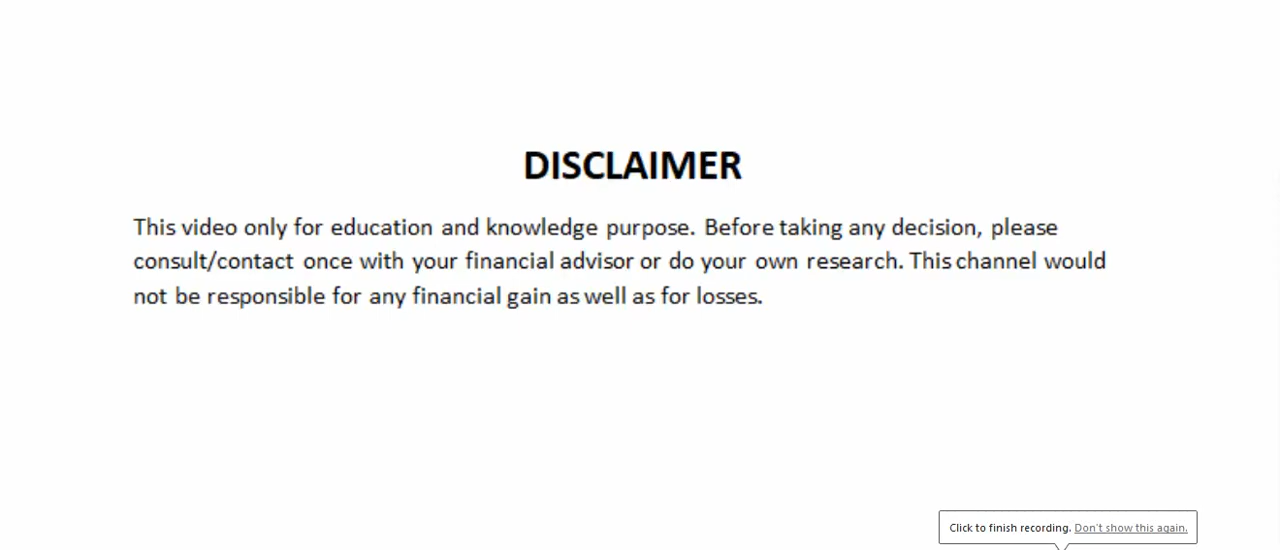 DISCLAIMER
This video only for education and knowledge purpose. Before taking any decision, please
consult/contact once with your financial advisor or do your own research. This channel would
not be responsible for any financial gain as well as for losses.
Click to finish recording. Don't show this again.